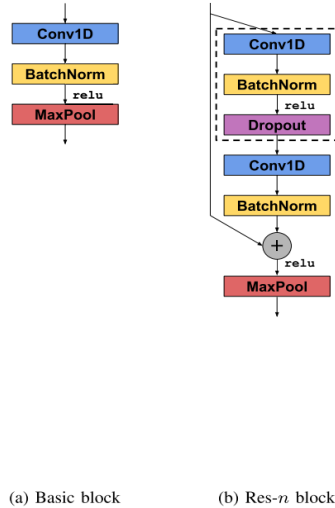 Conv1D
BatchNorm
relu
MaxPool
(a) Basic block
Conv1D
BatchNorm
relu
Dropout
Conv1D
BatchNorm
+
relu
MaxPool
(b) Res-n block